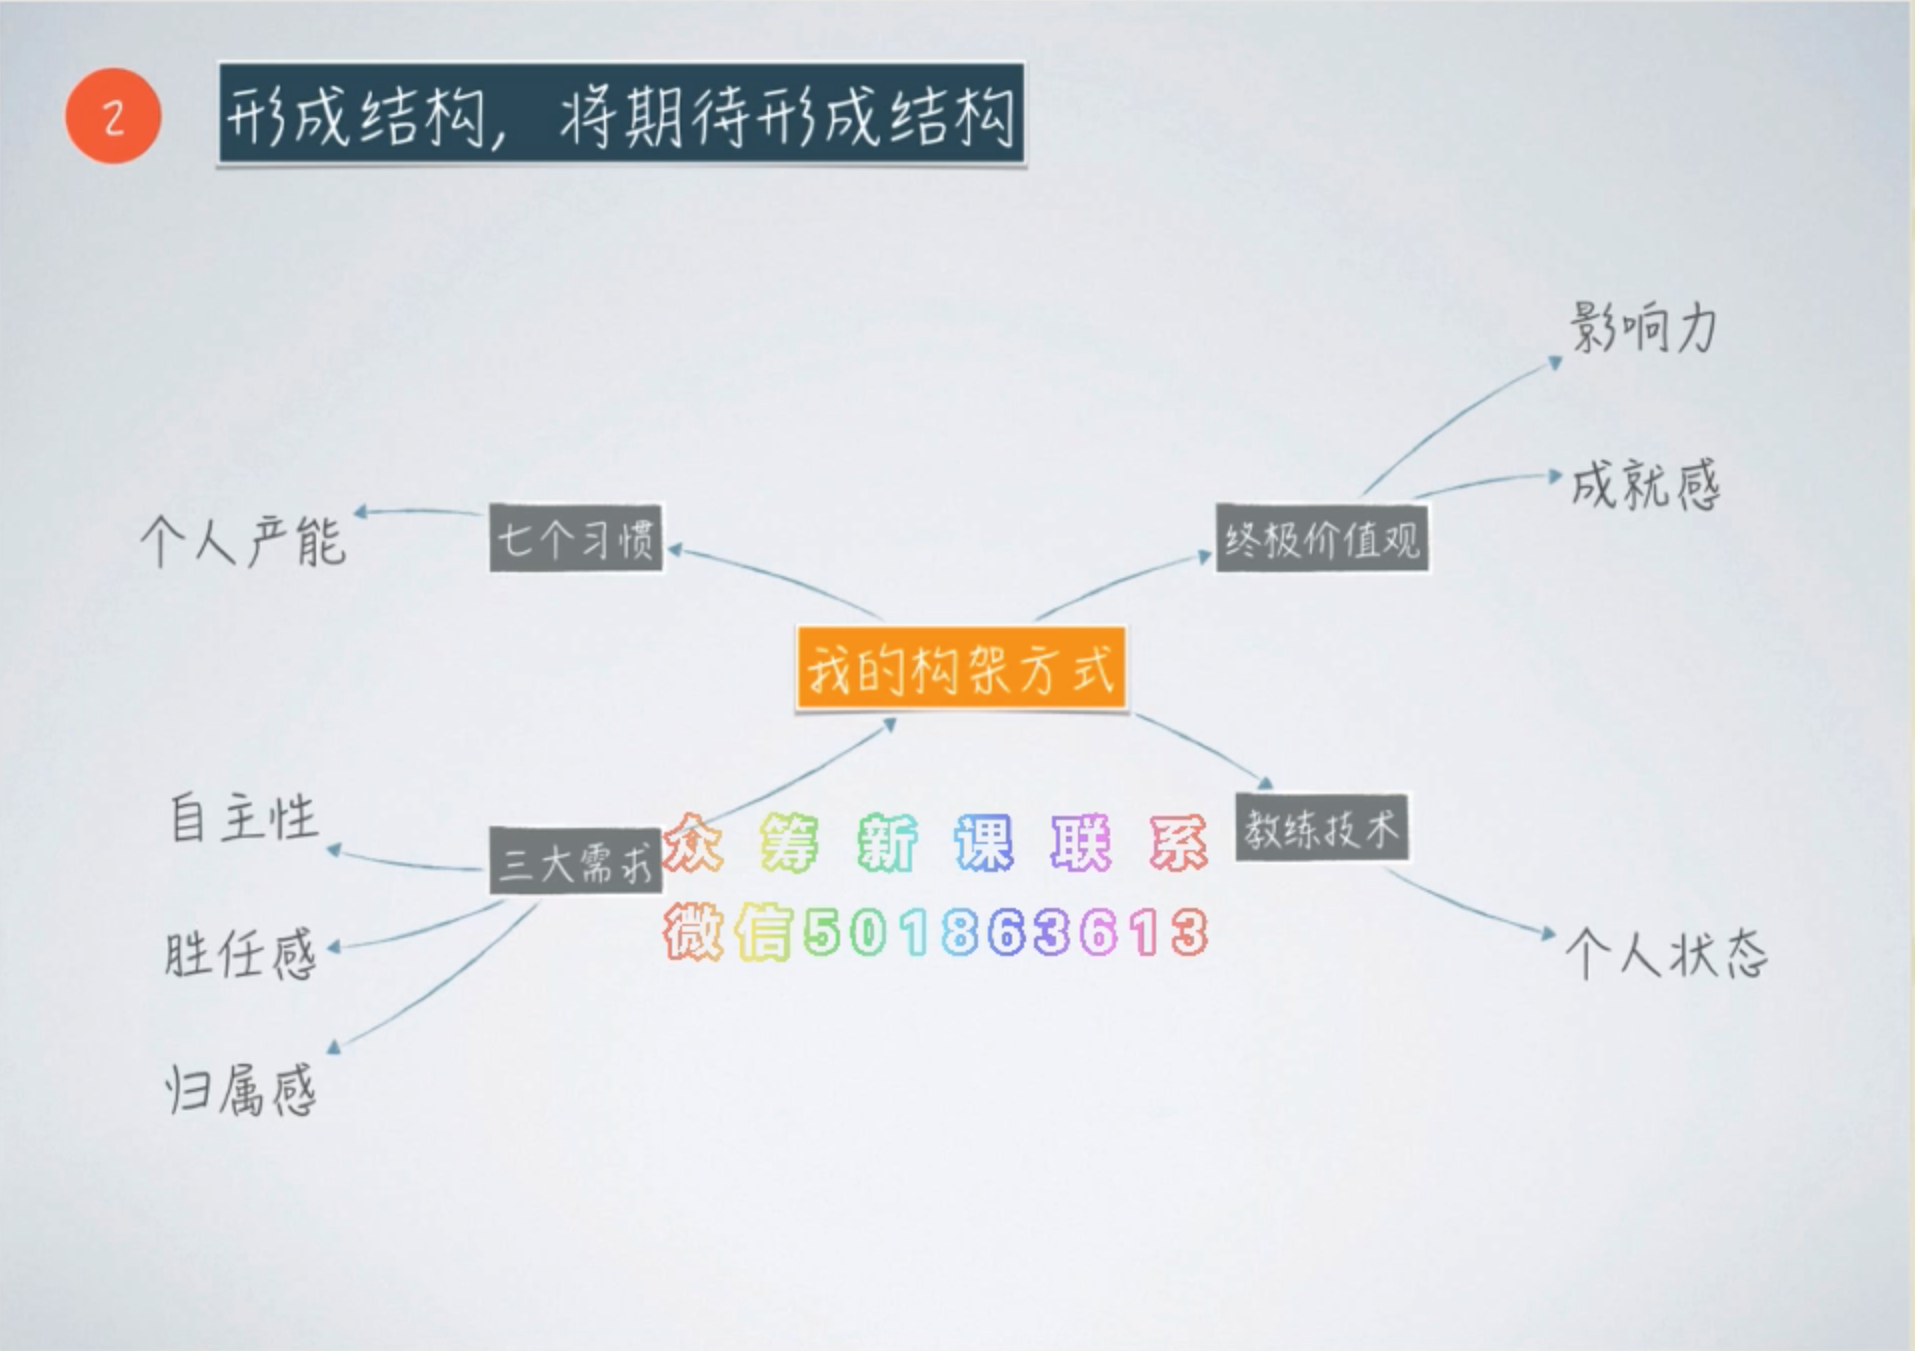 2
形成结构，将期待形成结构
影响力
成就感
个人产能
七个习惯
终极价值观
我的构架方式
自主性
三大需求
教练技术
众筹新课联系
微信501863613
胜任感
个人状态
归属感